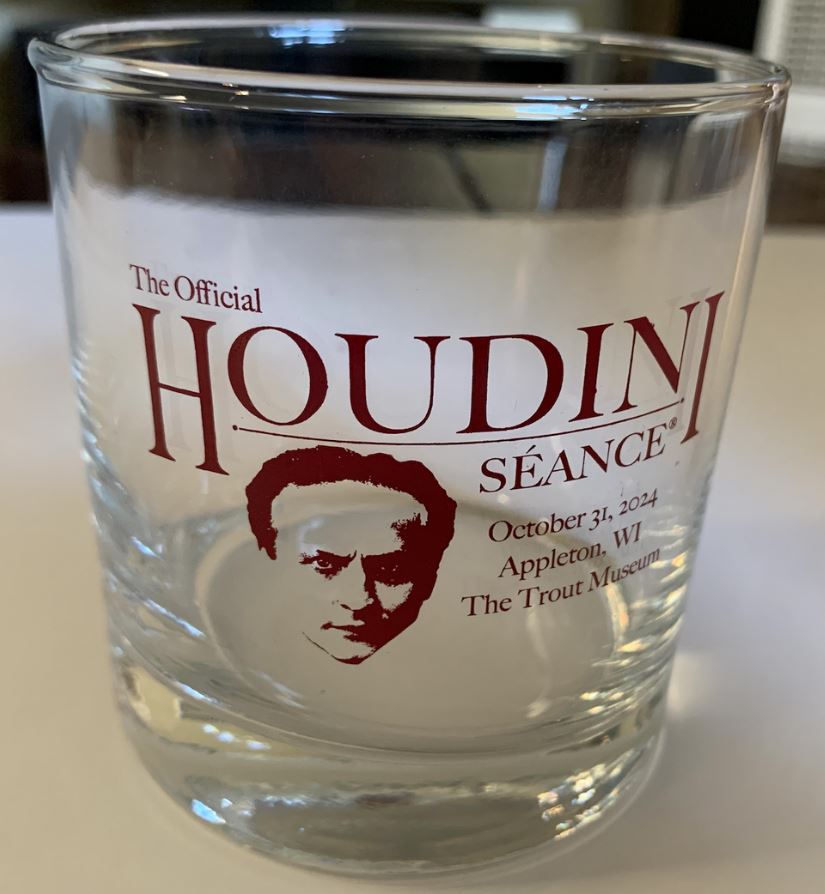 The Official
HOUDINI
SÉANCE®
October 31, 2024
Appleton, WI
The Trout Museum